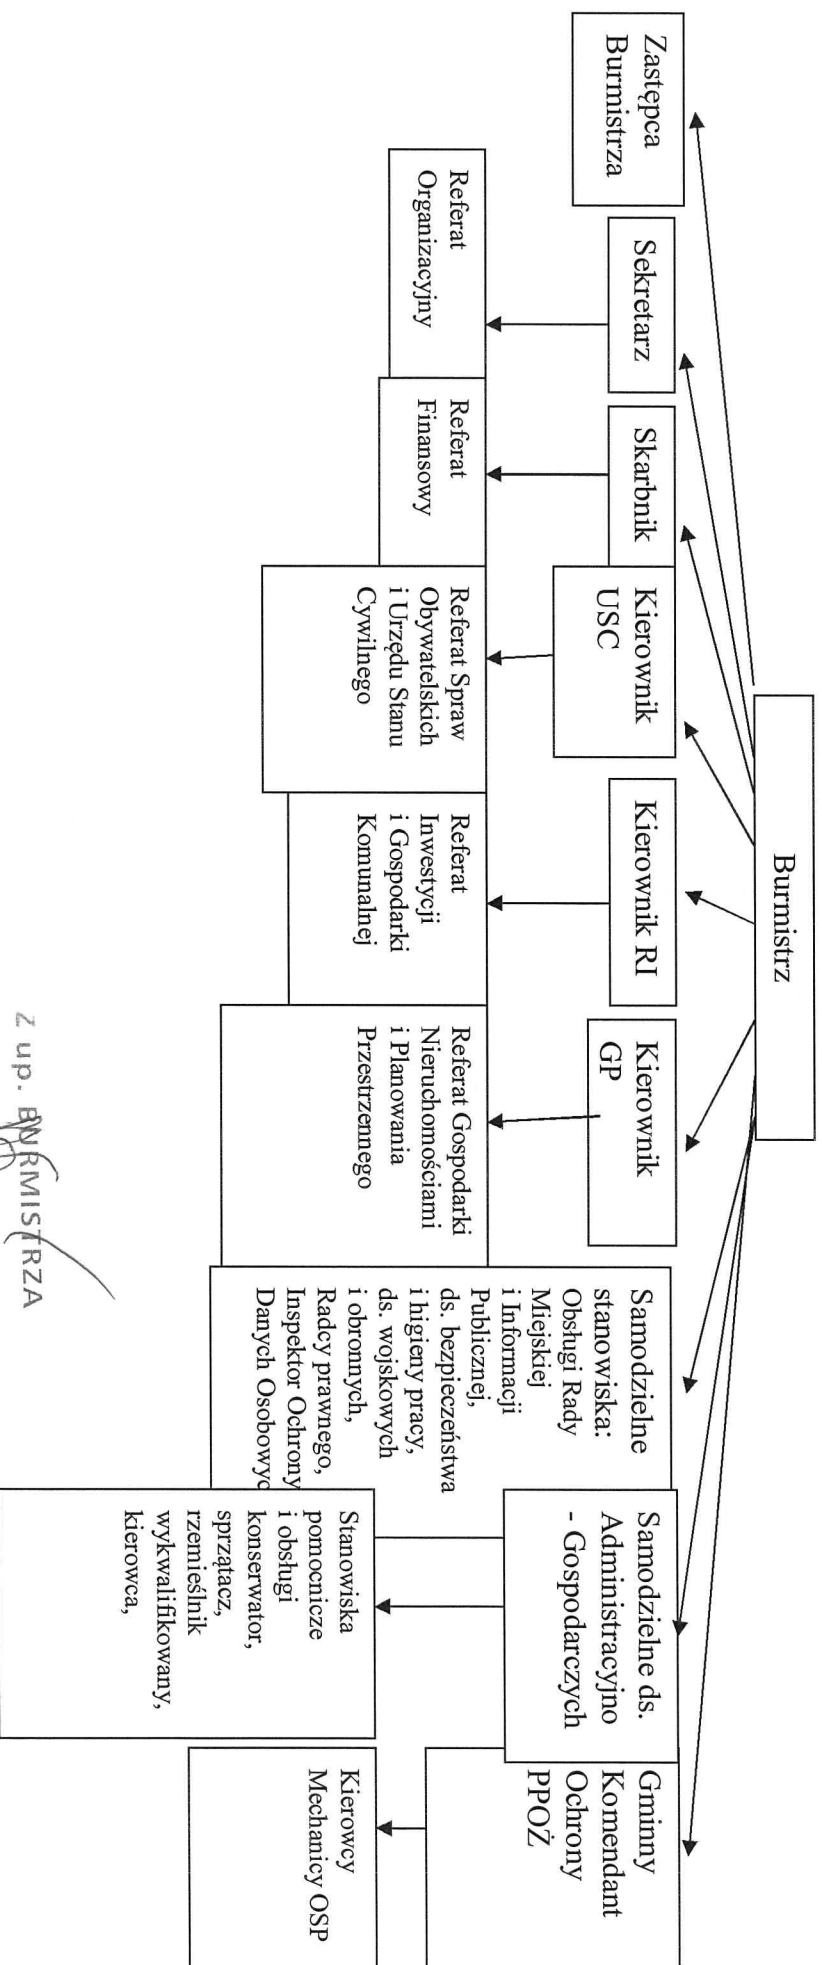 Burmistrz
Zastępca
Burmistrza
Sekretarz
Skarbnik
Kierownik
USC
Kierownik RI
Kierownik
GP
Samodzielne
stanowiska:
Obsługi Rady
Miejskiej
i Informacji
Publicznej,
ds. bezpieczeństwa
i higieny pracy,
ds. wojskowych
i obronnych,
Radcy prawnego,
Inspektor Ochrony
Danych Osobowyc
Samodzielne ds.
Administracyjno
- Gospodarczych
Gminny
Komendant
Ochrony
PPOŻ
Referat
Organizacyjny
Referat
Finansowy
Referat Spraw
Obywatelskich
i Urzędu Stanu
Cywilnego
Referat
Inwestycji
i Gospodarki
Komunalnej
Referat Gospodarki
Nieruchomościami
i Planowania
Przestrzennego
Stanowiska
pomocnicze
i obsługi
konserwator,
sprzątacz,
rzemieślnik
wykwalifikowany,
kierowca,
Kierowcy
Mechanicy OSP
z up. BURMISTRZA